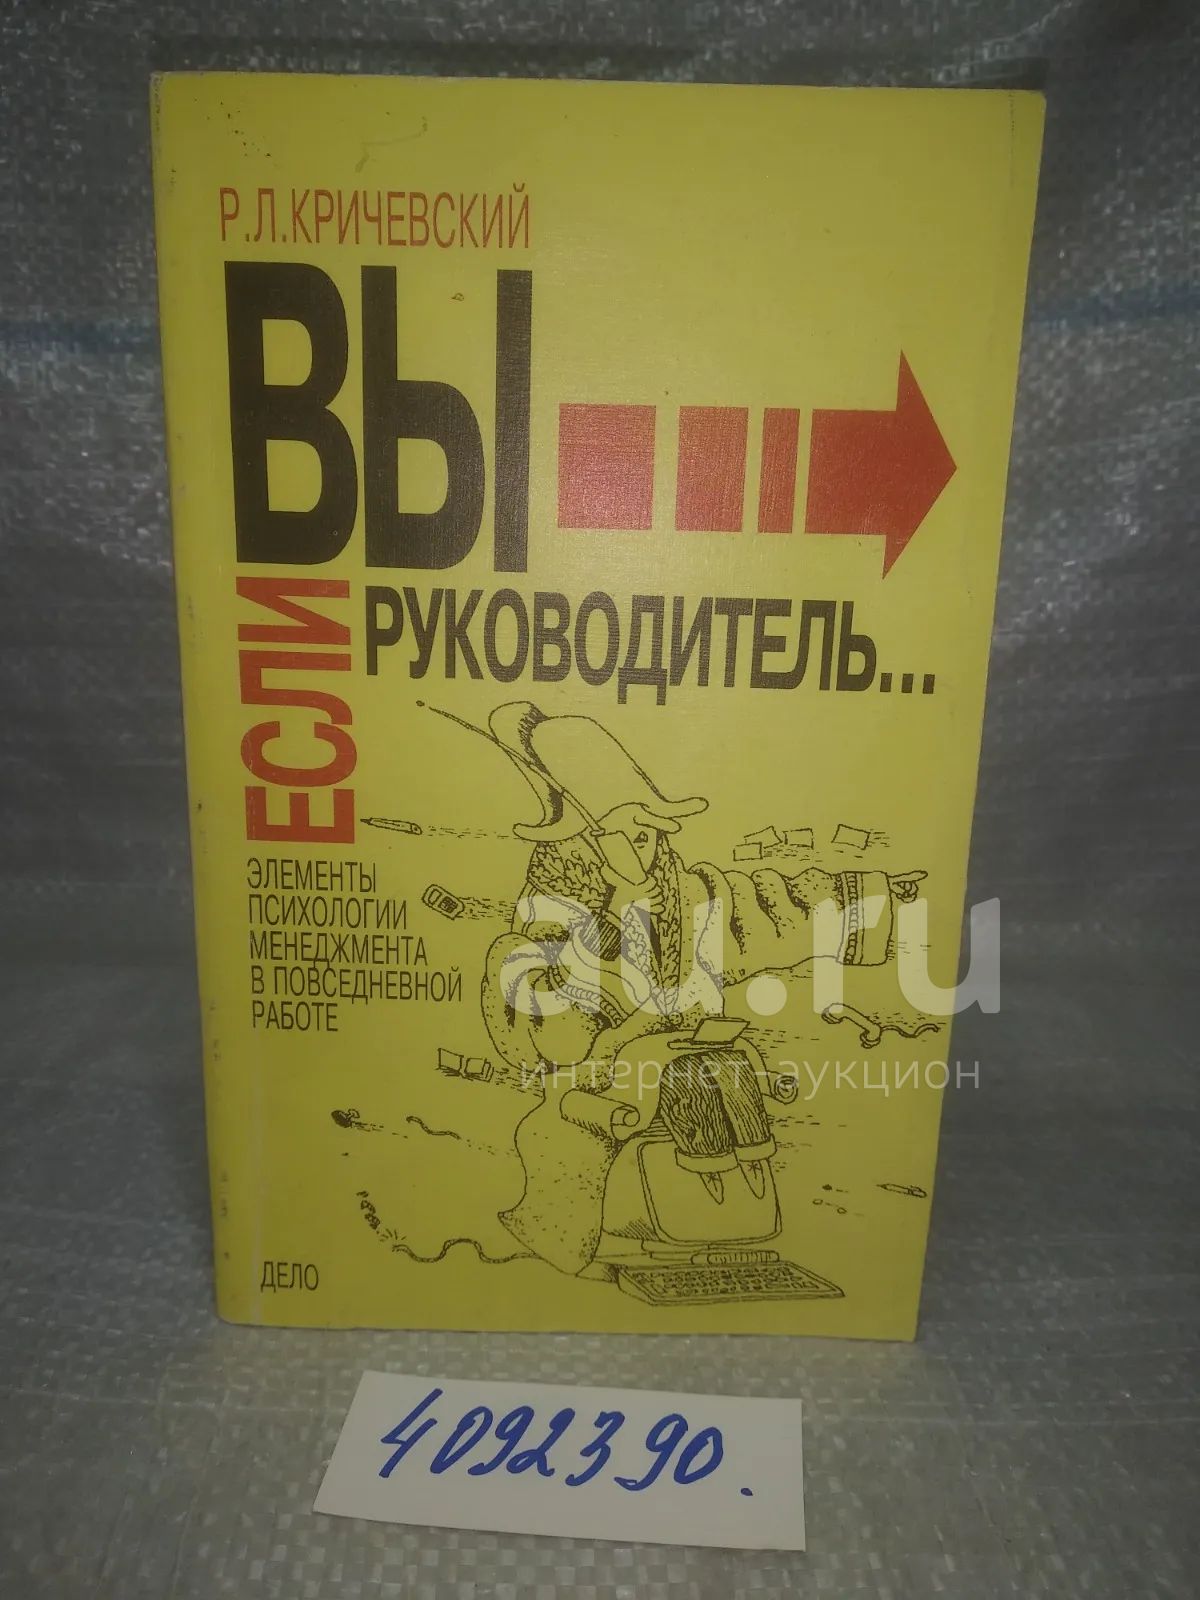 Р.Л.КРИЧЕВСКИЙ
ЕСЛИ
ВЫ
РУКОВОДИТЕЛЬ...
ЭЛЕМЕНТЫ
ПСИХОЛОГИИ
МЕНЕДЖМЕНТА
В ПОВСЕДНЕВНОЙ
РАБОТЕ
au.ru
интернет-аукцион
ДЕЛО
4092390.